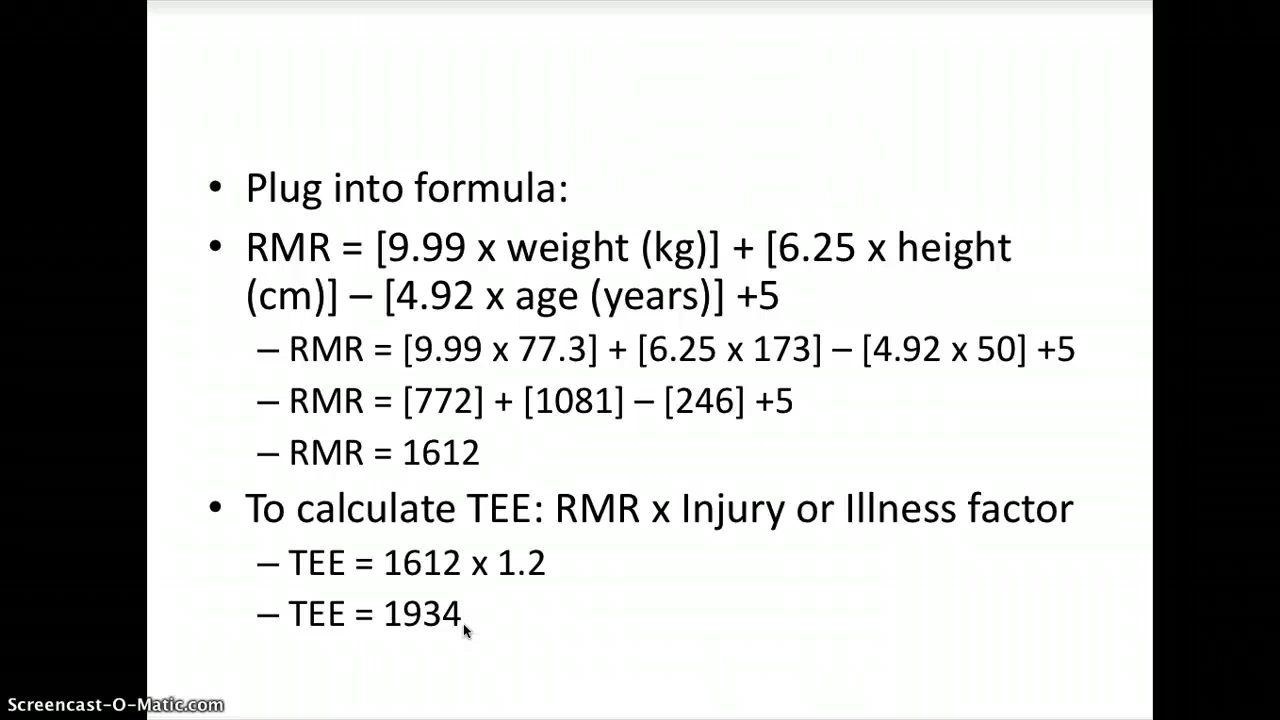 • Plug into formula:
• RMR = [9.99 x weight (kg)] + [6.25 x height
(cm)] – [4.92 x age (years)] +5
– RMR = [9.99 x 77.3] + [6.25 x 173] – [4.92 x 50] +5
– RMR = [772] + [1081] – [246] +5
– RMR = 1612
• To calculate TEE: RMR x Injury or Illness factor
– TEE = 1612 x 1.2
– TEE = 1934
Screencast-O-Matic.com